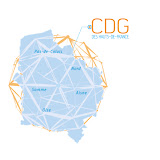 CDG
DES HAUTS-DE-FRANCE
Pas-de-Calais
Nord
Somme
Aisne
Oise